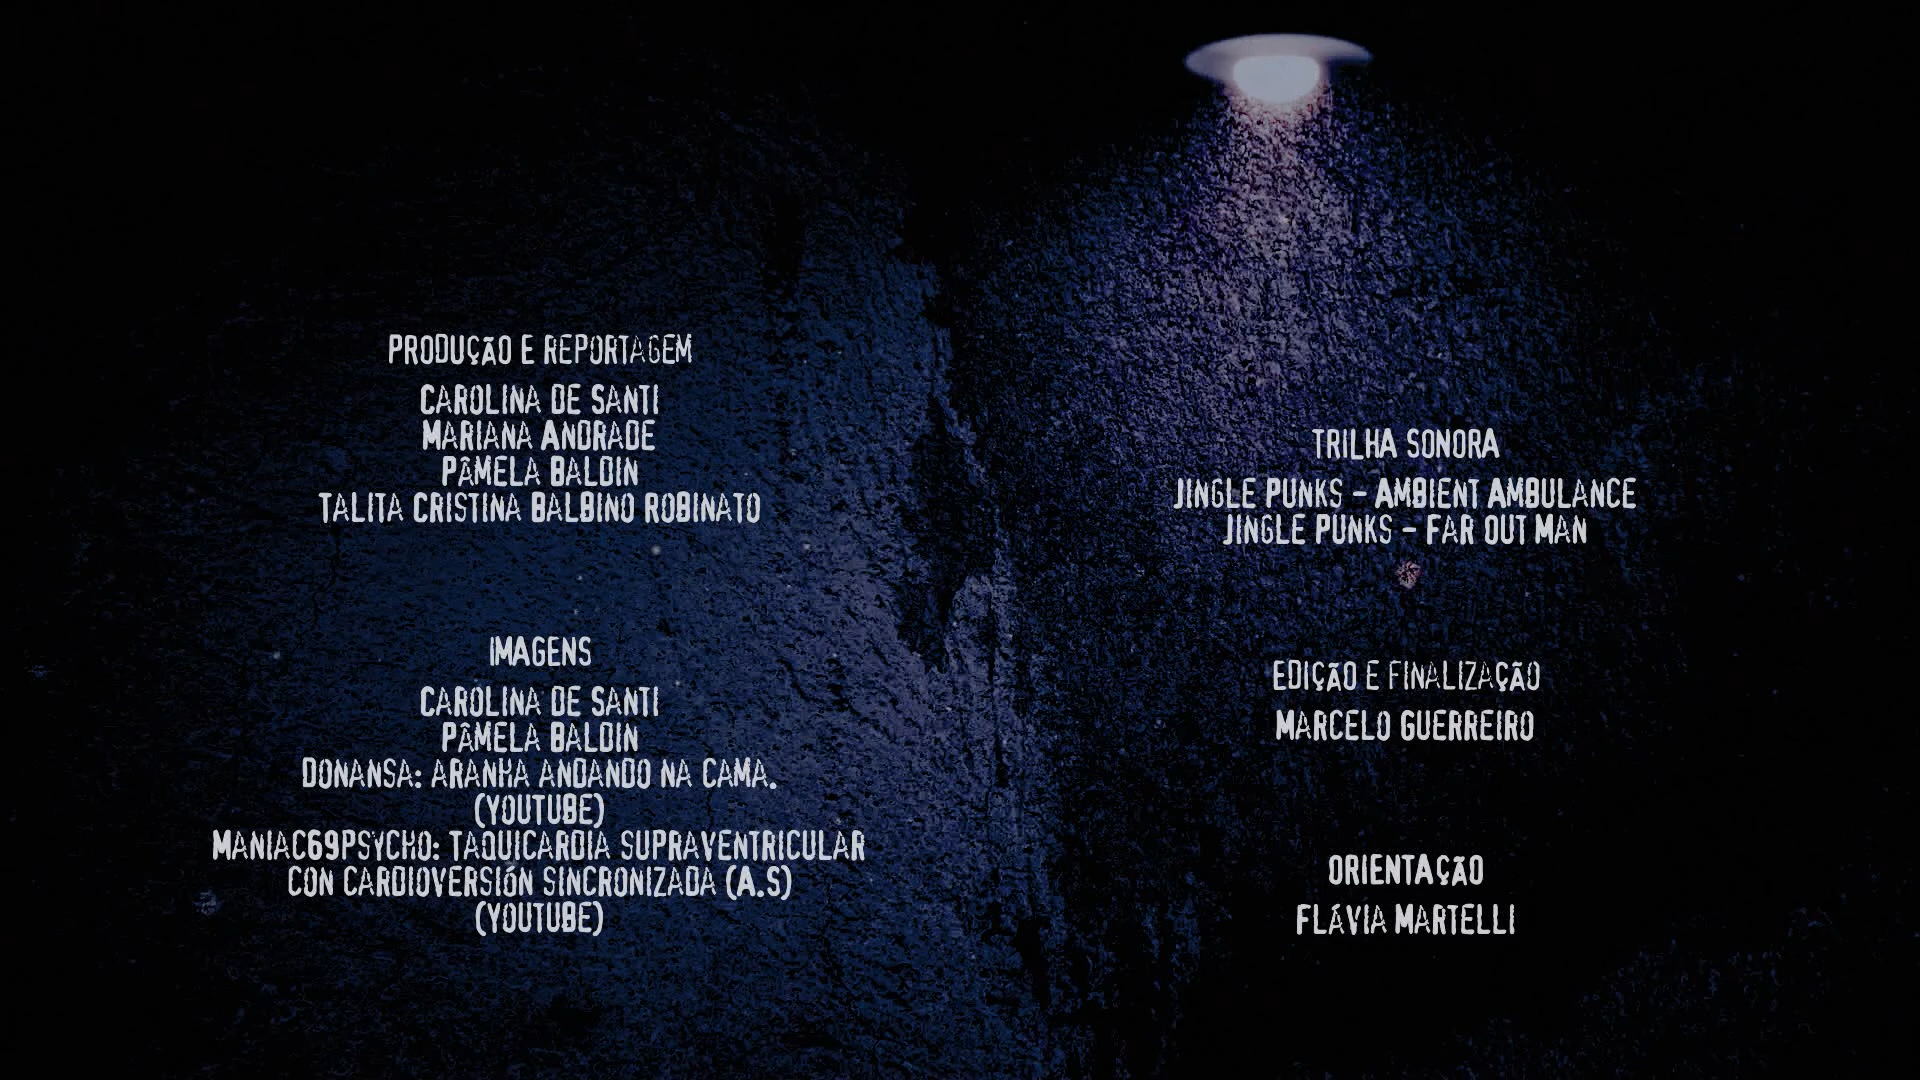 PRODUÇÃO E REPORTAGEM
CAROLINA DE SANTI
MARIANA ANDRADE
PÂMELA BALDIN
TALITA CRISTINA BALBINO ROBINATO
IMAGENS
CAROLINA DE SANTI
PÂMELA BALDIN
DONANSA: ARANHA ANDANDO NA CAMA.
(YOUTUBE)
MANIAC69PSYCHO: TAQUICARDIA SUPRAVENTRICULAR
CON CARDIOVERSIÓN SINCRONIZADA (A.S)
(YOUTUBE)
TRILHA SONORA
JINGLE PUNKS - AMBIENT AMBULANCE
JINGLE PUNKS - FAR OUT MAN
EDIÇÃO E FINALIZAÇÃO
MARCELO GUERREIRO
ORIENTAÇÃO
FLÁVIA MARTELLI